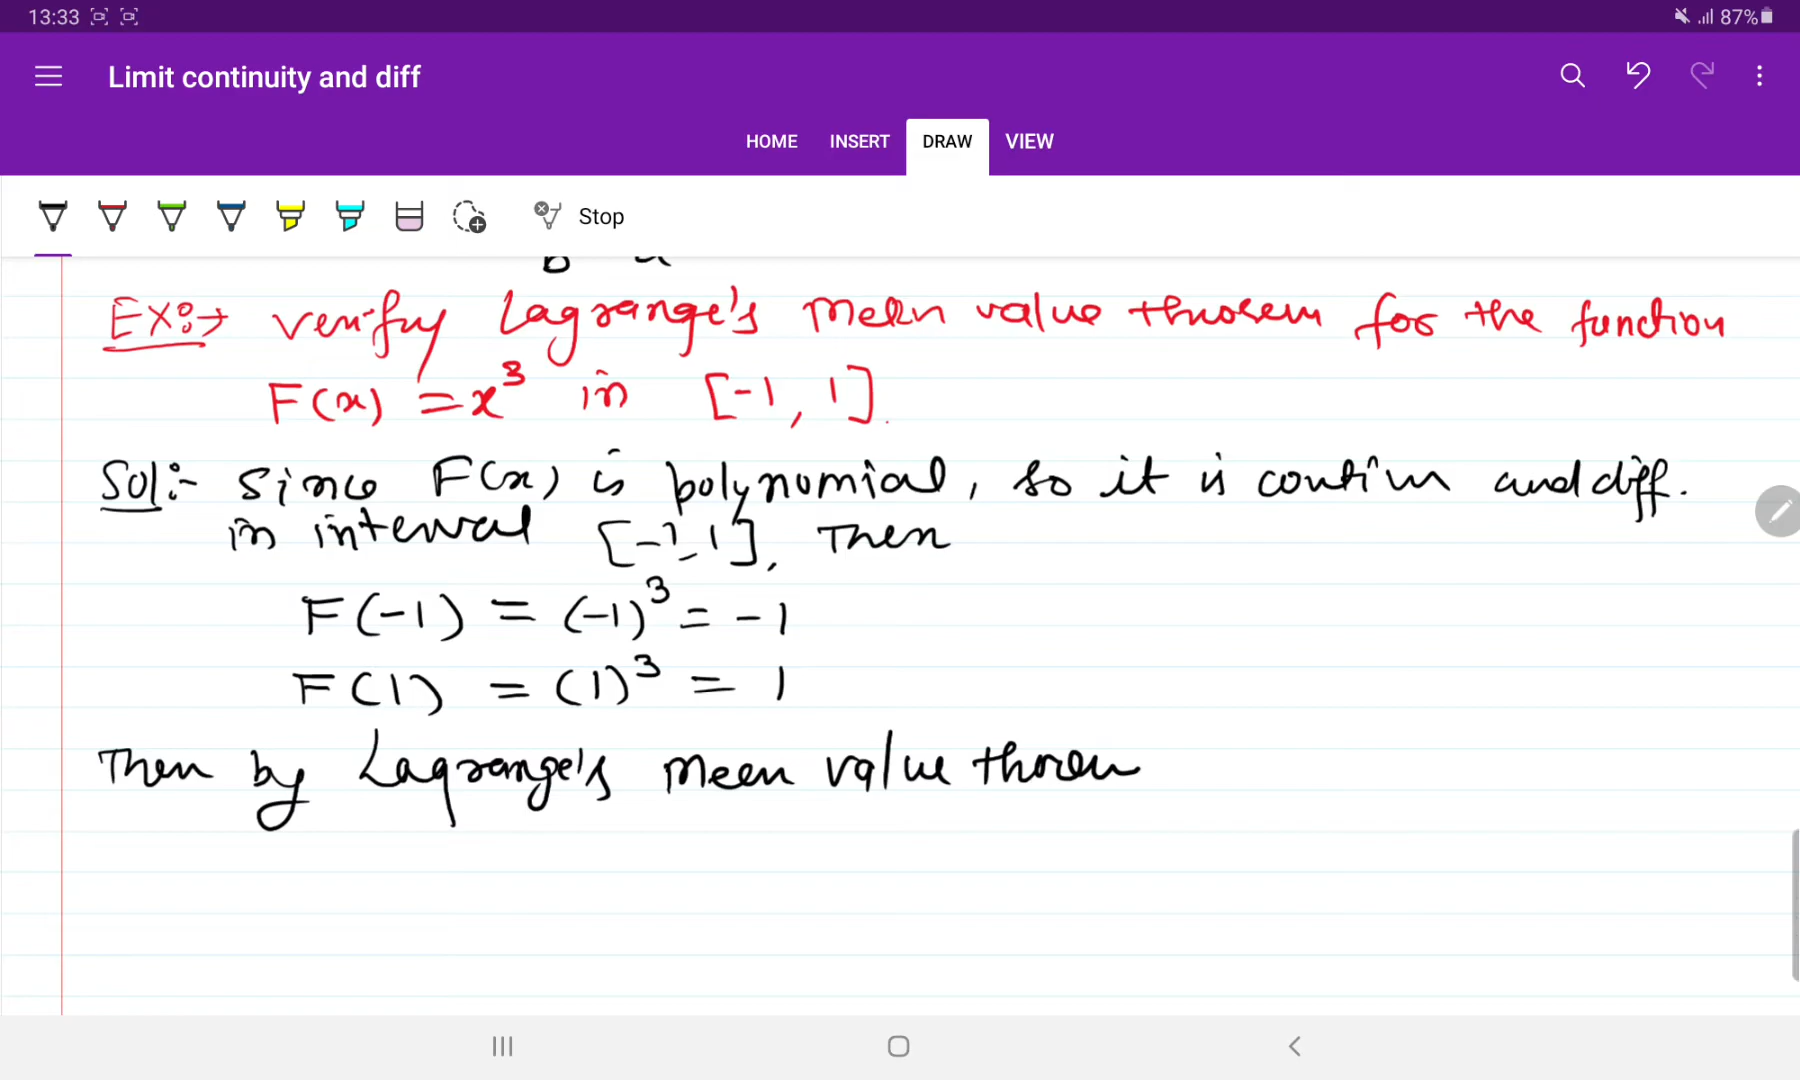 13:33 87%
Limit continuity and diff
HOME INSERT DRAW VIEW
Stop
Ex:→ verify Lagrange's mean value theorem for the function
F(x) = x³ in [-1, 1].
Sol:- Since F(x) is polynomial, so it is contin and diff.
in interval [-1, 1]. Then
F(-1) = (-1)³ = -1
F(1) = (1)³ = 1
Then by Lagrange's mean value thorem